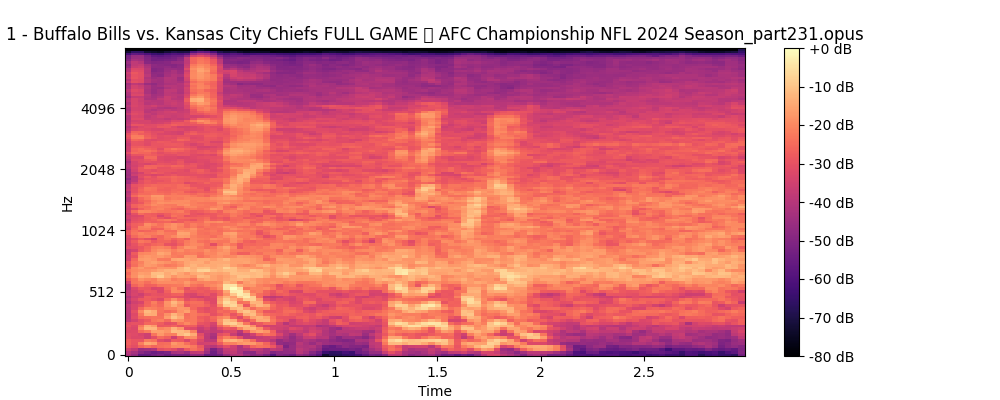 1 - Buffalo Bills vs. Kansas City Chiefs FULL GAME ▯ AFC Championship NFL 2024 Season_part231.opus
+0 dB
-10 dB
-20 dB
-30 dB
-40 dB
-50 dB
-60 dB
-70 dB
-80 dB
4096
2048
1024
512
0
Hz
0
0.5
1
1.5
2
2.5
Time